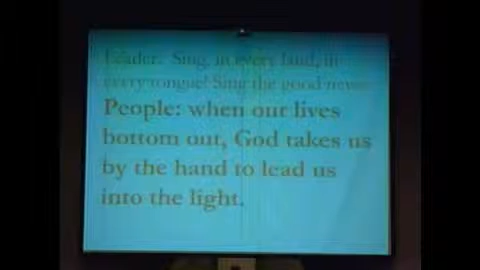 Leader: Sing, in every land, in
every tongue! Sing the good news
People: when our lives
bottom out, God takes us
by the hand to lead us
into the light.